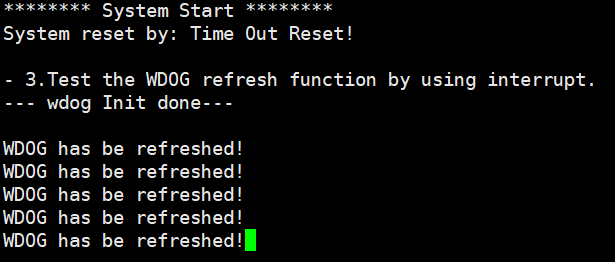 ******** System Start ********
System reset by: Time Out Reset!
- 3.Test the WDOG refresh function by using interrupt.
--- wdog Init done---
WDOG has be refreshed!
WDOG has be refreshed!
WDOG has be refreshed!
WDOG has be refreshed!
WDOG has be refreshed!